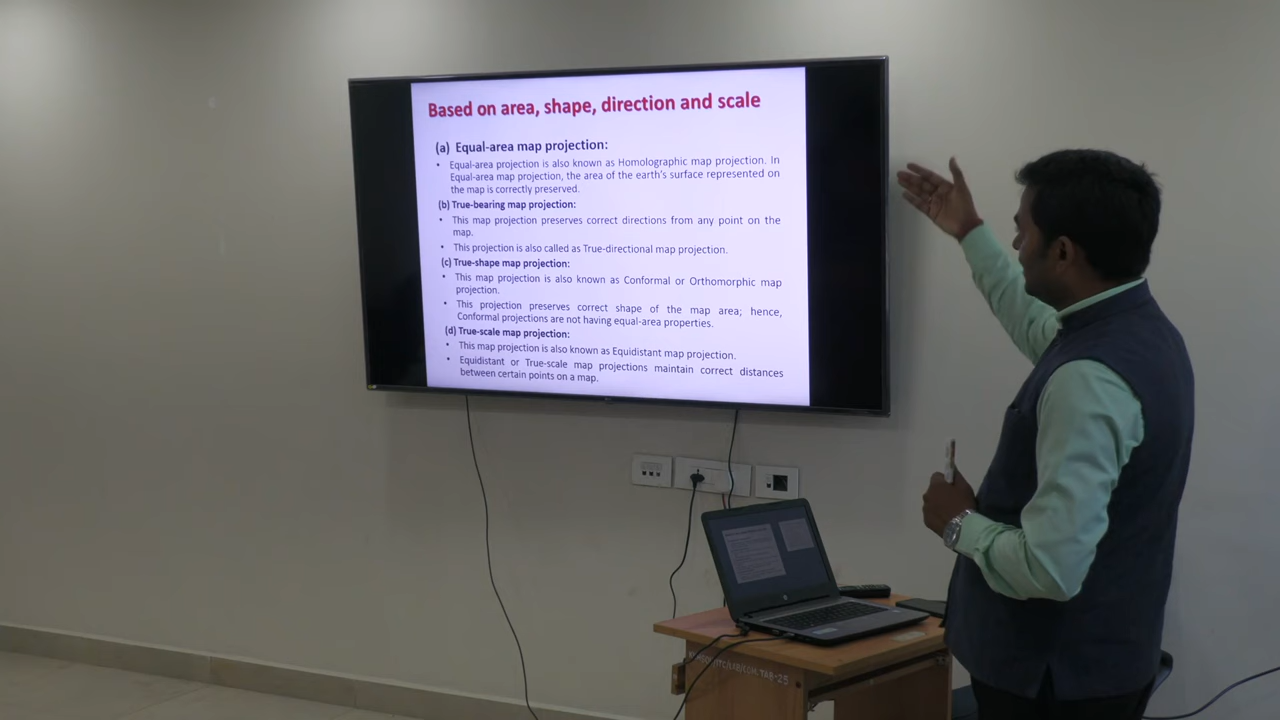 Based on area, shape, direction and scale
(a) Equal-area map projection:
• Equal-area projection is also known as Homolographic map projection. In
Equal-area map projection, the area of the earth's surface represented on
the map is correctly preserved.
(b) True-bearing map projection:
• This map projection preserves correct directions from any point on the
map.
• This projection is also called as True-directional map projection.
(c) True-shape map projection:
• This map projection is also known as Conformal or Orthomorphic map
projection.
• This projection preserves correct shape of the map area; hence,
Conformal projections are not having equal-area properties.
(d) True-scale map projection:
• This map projection is also known as Equidistant map projection.
• Equidistant or True-scale map projections maintain correct distances
between certain points on a map.